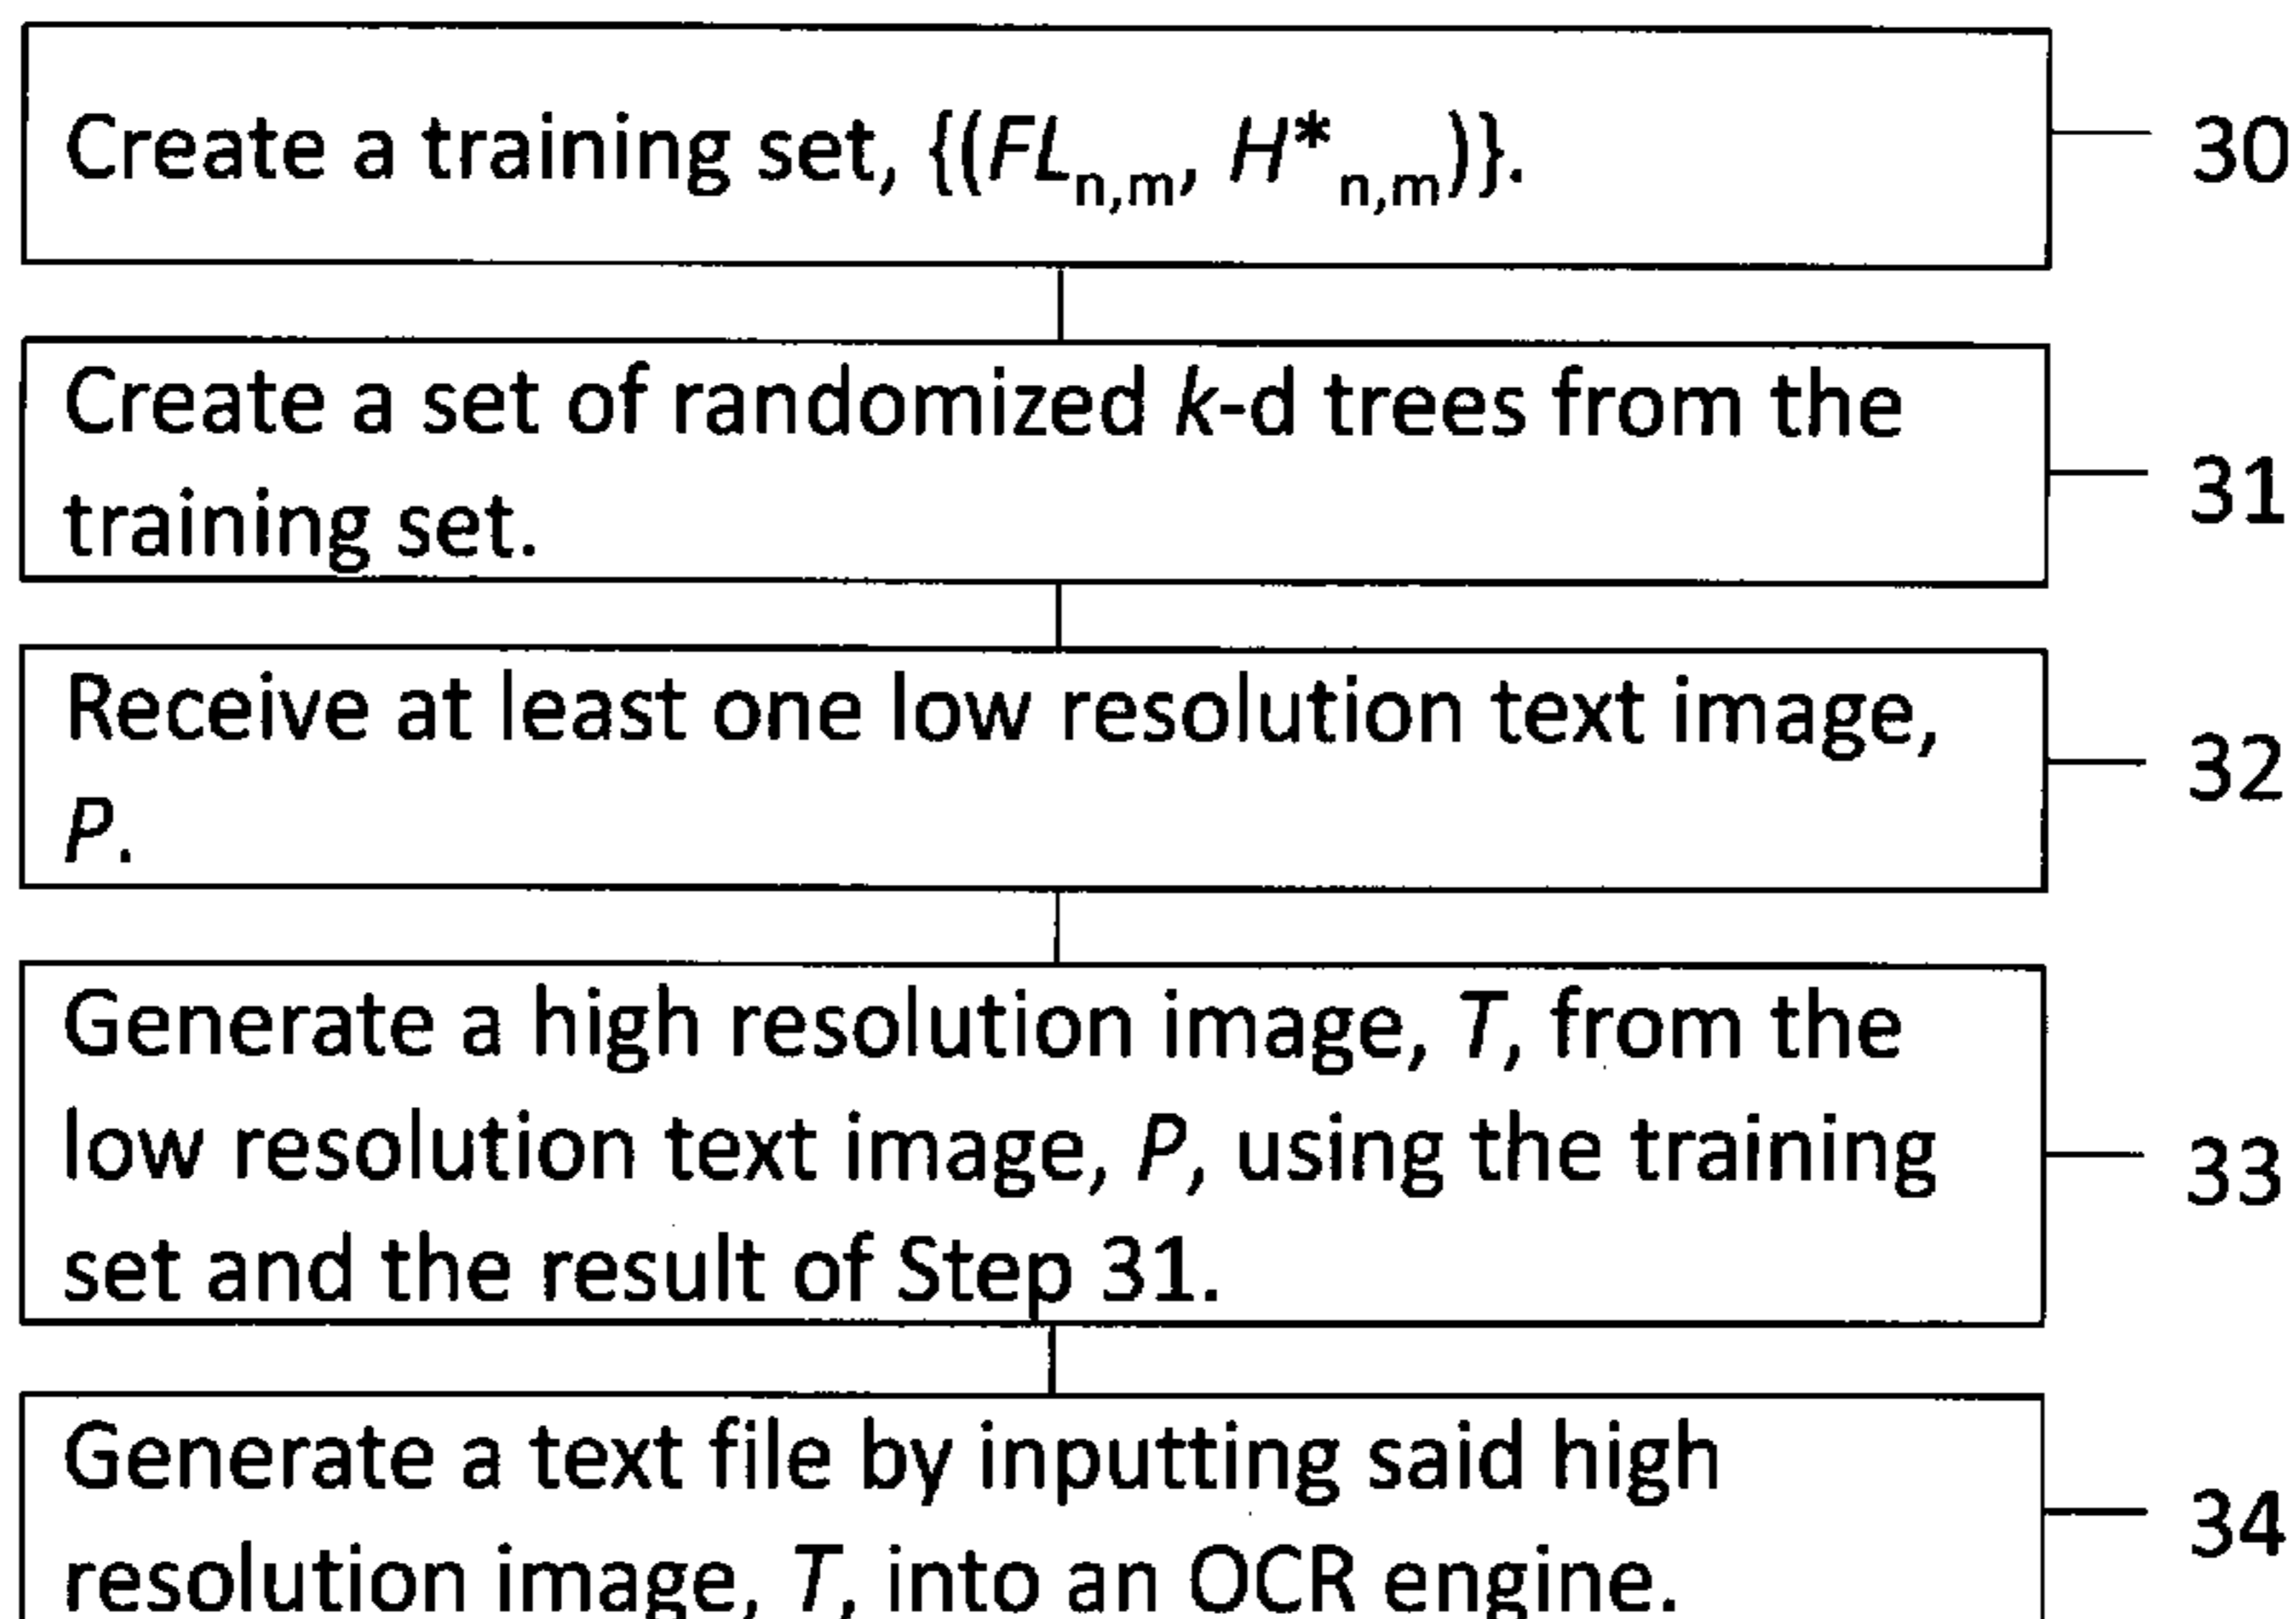 Create a training set, {(FLn,m, H*n,m)}.
30
Create a set of randomized k-d trees from the
training set.
31
Receive at least one low resolution text image,
P.
32
Generate a high resolution image, T, from the
low resolution text image, P, using the training
set and the result of Step 31.
33
Generate a text file by inputting said high
resolution image, T, into an OCR engine.
34